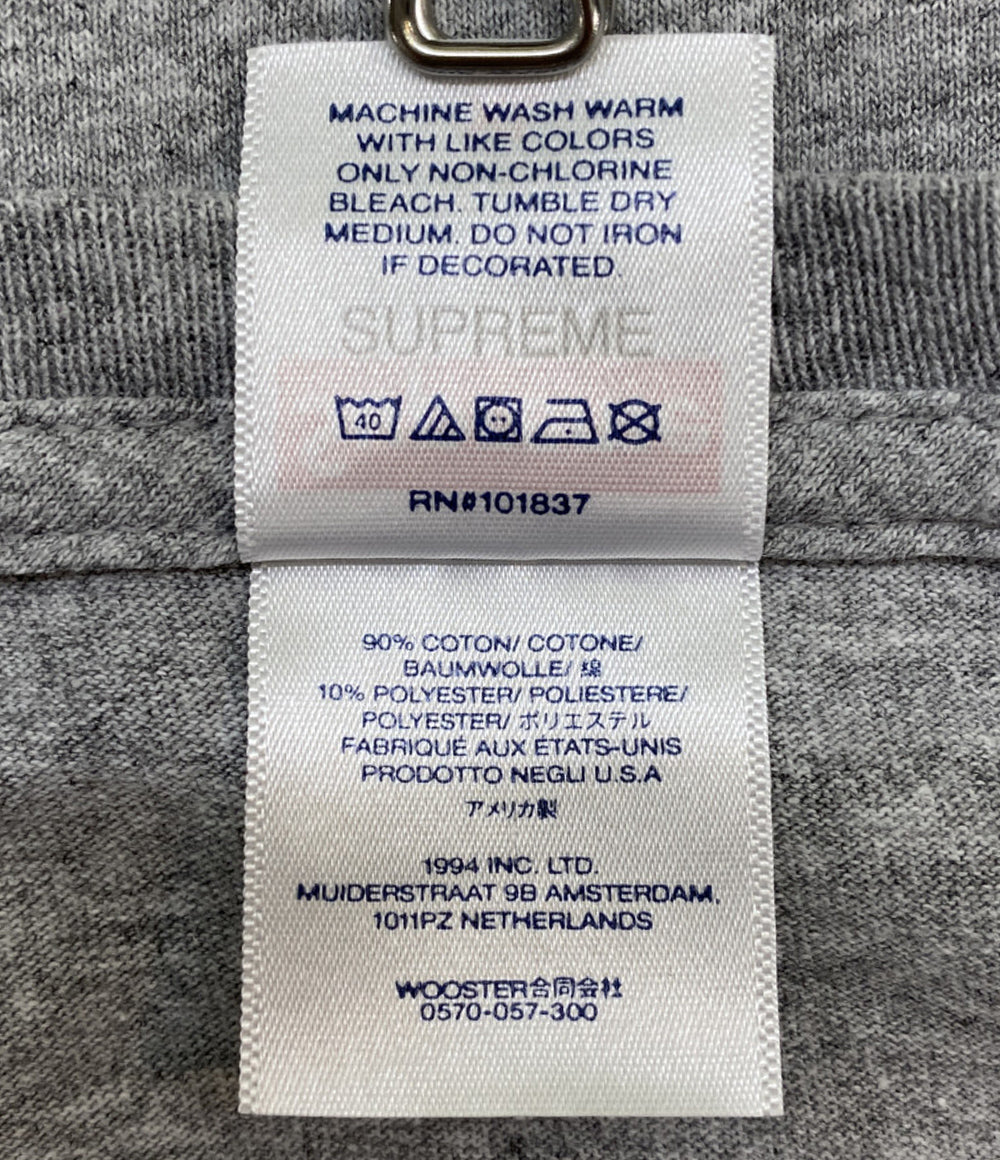 MACHINE WASH WARM
WITH LIKE COLORS
ONLY NON-CHLORINE
BLEACH. TUMBLE DRY
MEDIUM. DO NOT IRON
IF DECORATED.
SUPREME
40
RN#101837
90% COTON/ COTONE/
BAUMWOLLE/ 綿
10% POLYESTER/ POLIESTERE/
POLYESTER/ ポリエステル
FABRIQUE AUX ETATS-UNIS
PRODOTTO NEGLI U.S.A
アメリカ製
1994 INC. LTD.
MUIDERSTRAAT 9B AMSTERDAM,
1011PZ NETHERLANDS
WOOSTER合同会社
0570-057-300